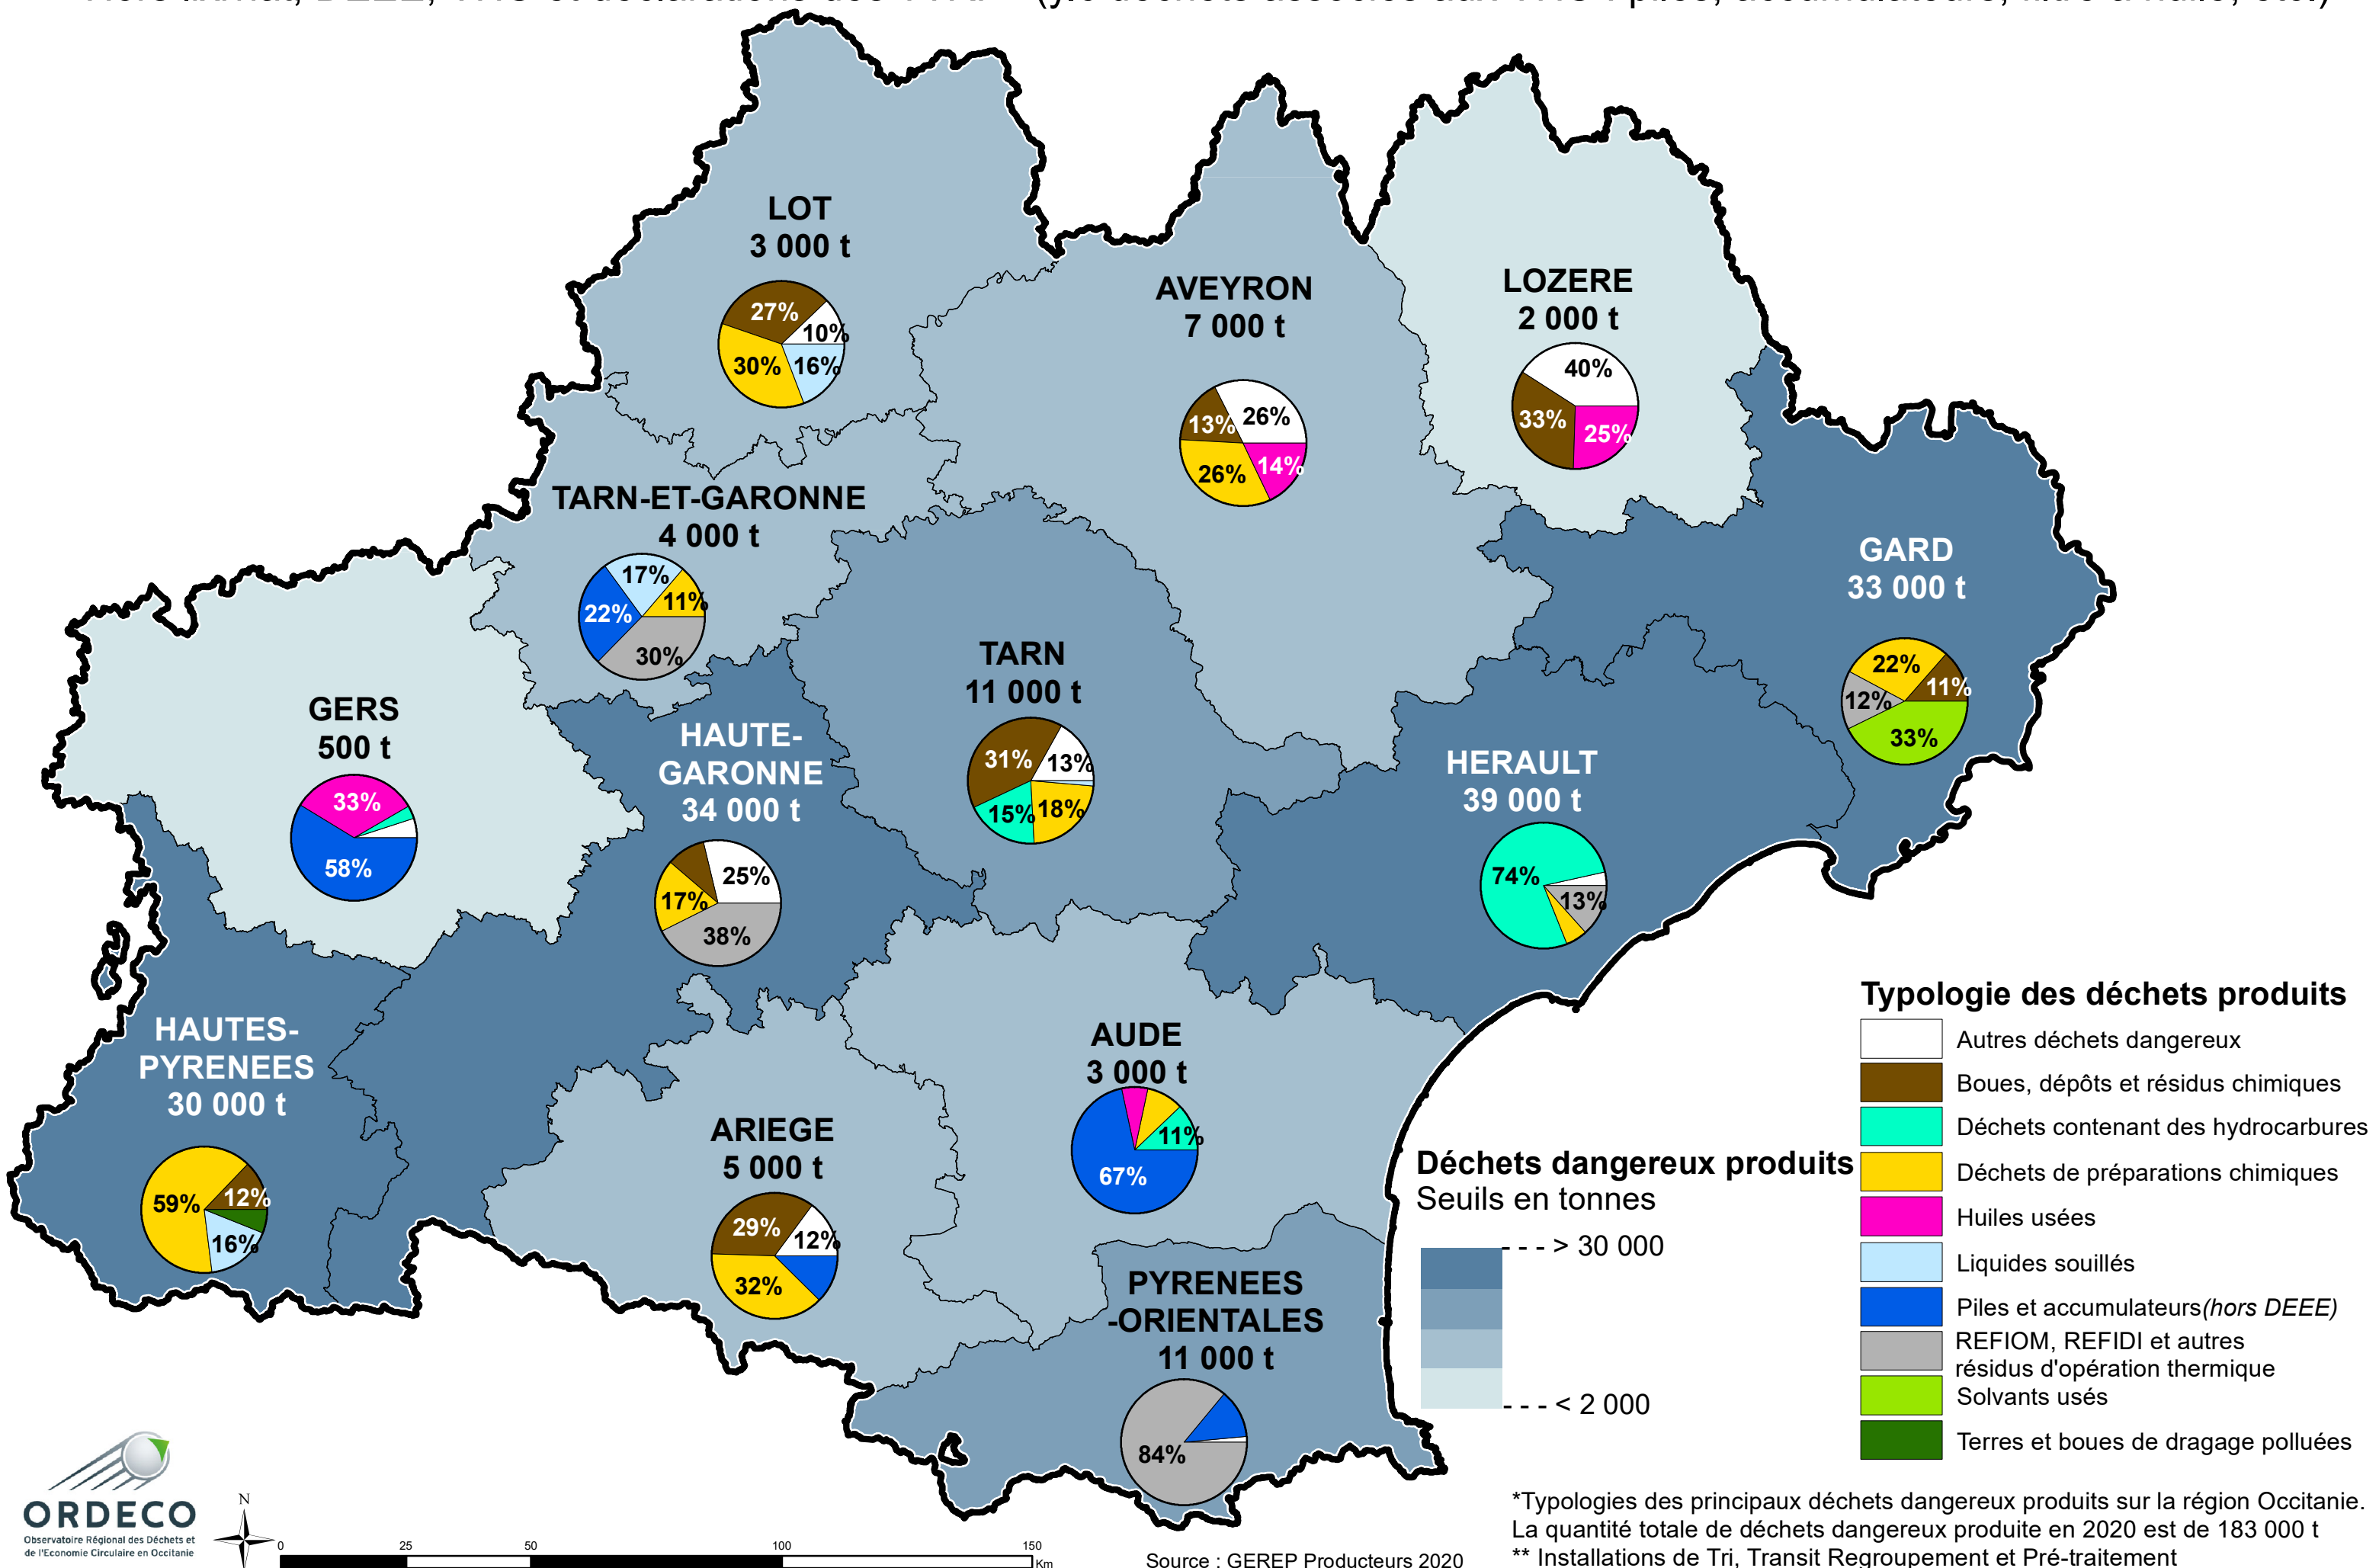 LOT
3 000 t
27%
10%
30%
16%
AVEYRON
7 000 t
13%
26%
26%
14%
LOZERE
2 000 t
40%
33%
25%
TARN-ET-GARONNE
4 000 t
17%
11%
22%
30%
GARD
33 000 t
22%
11%
12%
33%
TARN
11 000 t
31%
13%
15%
18%
GERS
500 t
33%
58%
HAUTE-
GARONNE
34 000 t
25%
17%
38%
HERAULT
39 000 t
74%
13%
HAUTES-
PYRENEES
30 000 t
59%
12%
16%
AUDE
3 000 t
11%
67%
ARIEGE
5 000 t
29%
12%
32%
PYRENEES
-ORIENTALES
11 000 t
84%
Déchets dangereux produits
Seuils en tonnes
--- > 30 000
--- < 2 000
Typologie des déchets produits
Autres déchets dangereux
Boues, dépôts et résidus chimiques
Déchets contenant des hydrocarbures
Déchets de préparations chimiques
Huiles usées
Liquides souillés
Piles et accumulateurs(hors DEEE)
REFIOM, REFIDI et autres
résidus d'opération thermique
Solvants usés
Terres et boues de dragage polluées
*Typologies des principaux déchets dangereux produits sur la région Occitanie.
La quantité totale de déchets dangereux produite en 2020 est de 183 000 t
** Installations de Tri, Transit Regroupement et Pré-traitement
Source : GEREP Producteurs 2020
ORDECO
Observatoire Régional des Déchets et
de l'Economie Circulaire en Occitanie
N
0 25 50 100 150
Km